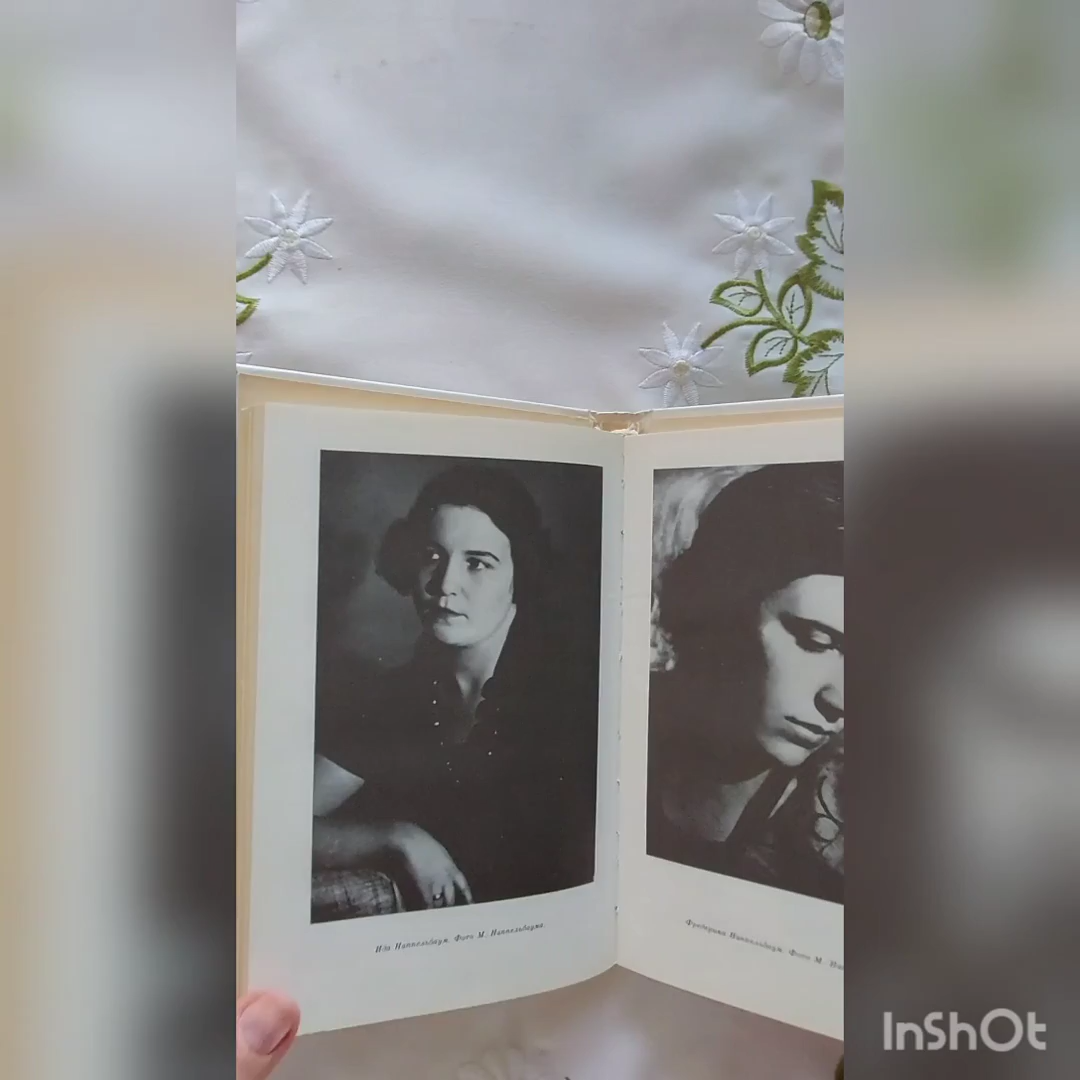 Ида Наппельбаум. Фото М. Наппельбаума.
Фредерика Наппельбаум. Фото М.
InShOt